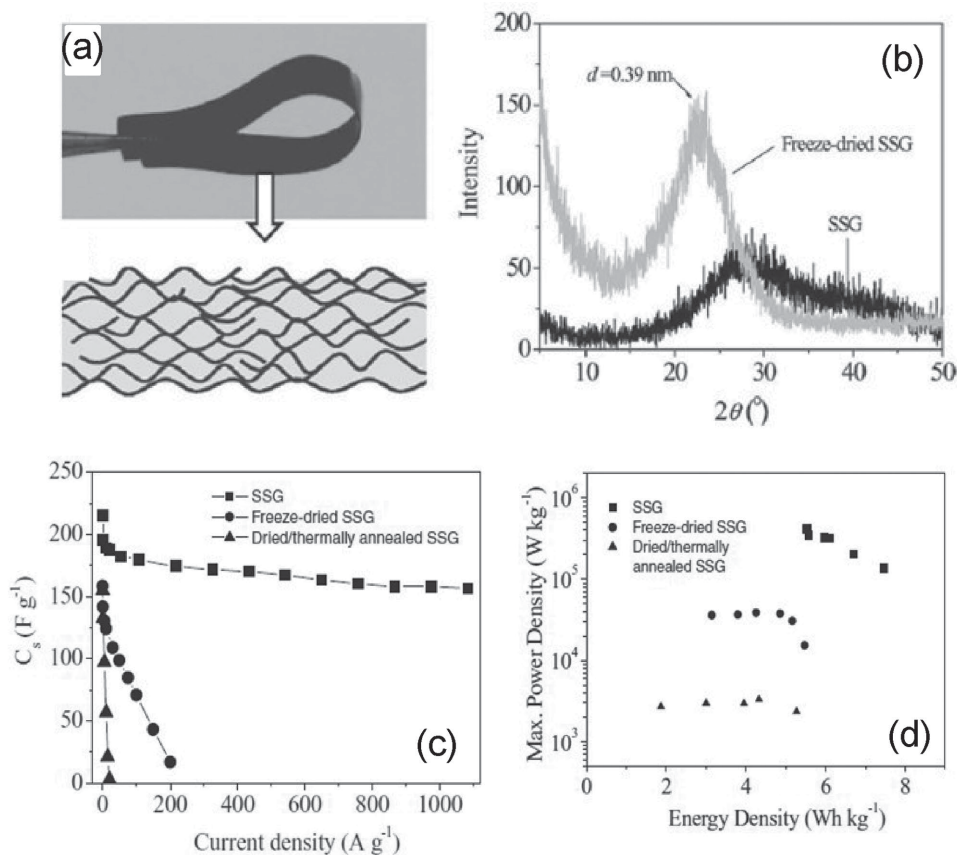 (a)
(b)
200
150
100
50
0
Intensity
d=0.39 nm
Freeze-dried SSG
SSG
10
20
30
40
50
2θ (°)
(c)
250
200
150
100
50
0
Cₛ (F g⁻¹)
SSG
Freeze-dried SSG
Dried/thermally annealed SSG
0
200
400
600
800
1000
Current density (A g⁻¹)
(d)
10⁶
10⁵
10⁴
10³
Max. Power Density (W kg⁻¹)
SSG
Freeze-dried SSG
Dried/thermally
annealed SSG
0
2
4
6
8
Energy Density (Wh kg⁻¹)